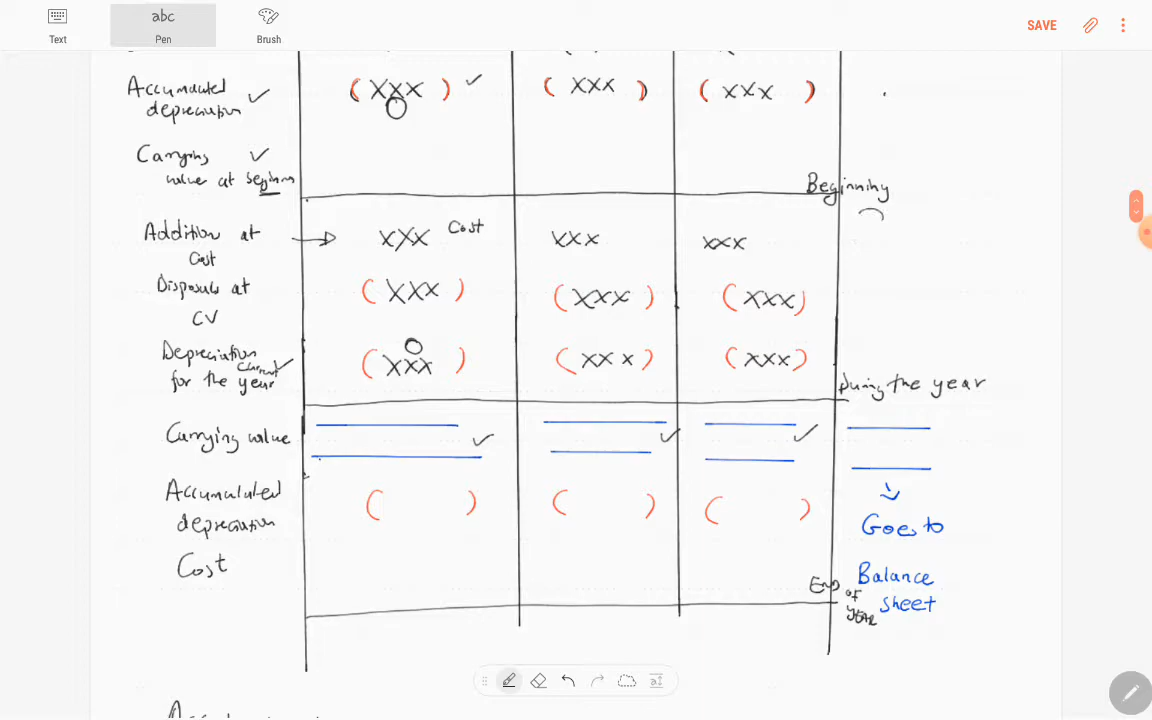 abc
Text
Pen
Brush
SAVE
Accumulated
depreciation
(XXX)
(XXX)
(XXX)
Carrying
value at begInn
Beginning
Addition at
Cost
XXX Cost
XXX
XXX
Disposals at
CV
(XXX)
(XXX)
(XXX)
Depreciation
Current
for the year
(XXX)
(XXX)
(XXX)
During the year
Carrying value
Accumulated
depreciation
( )
( )
( )
Goes to
Cost
End
of
year
Balance
sheet